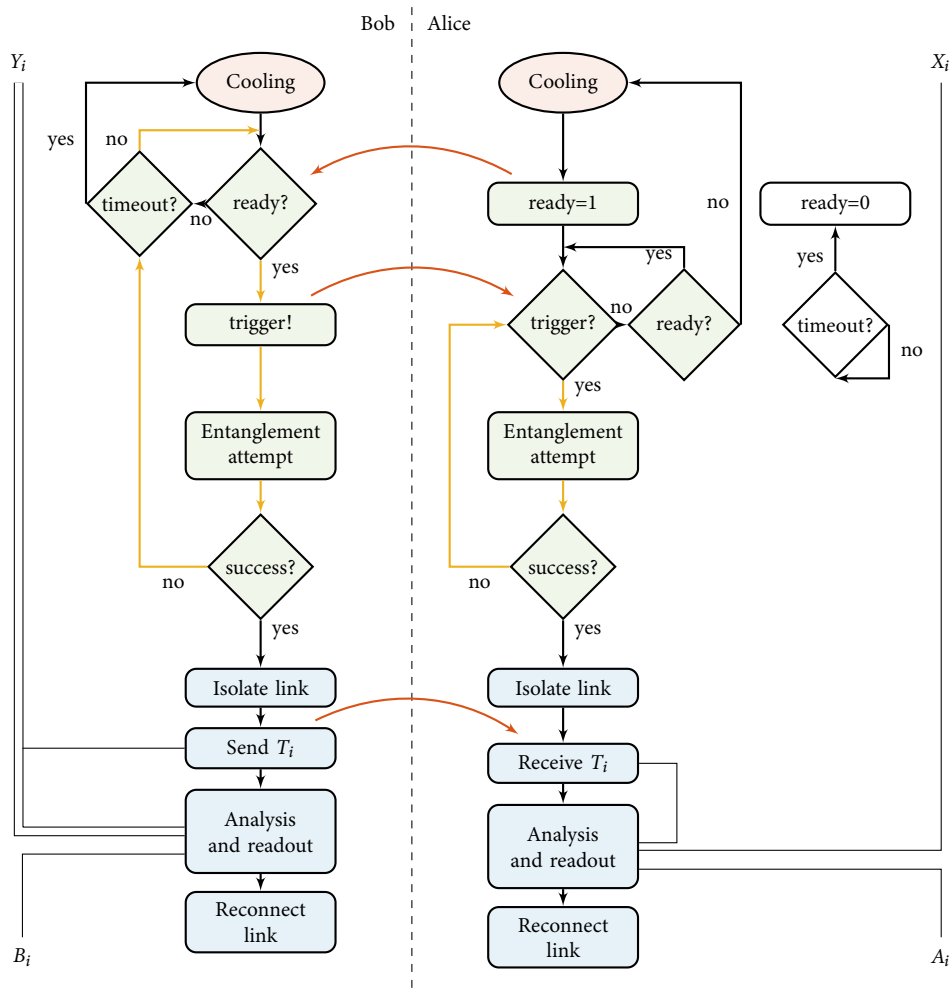 Bob
Alice
Y_i
X_i
Cooling
Cooling
yes
no
timeout?
no
ready?
yes
trigger!
Entanglement
attempt
success?
no
yes
Isolate link
Send T_i
Analysis
and readout
Reconnect
link
B_i
ready=1
no
yes
trigger?
no
ready?
yes
Entanglement
attempt
success?
no
yes
Isolate link
Receive T_i
Analysis
and readout
Reconnect
link
A_i
ready=0
yes
timeout?
no